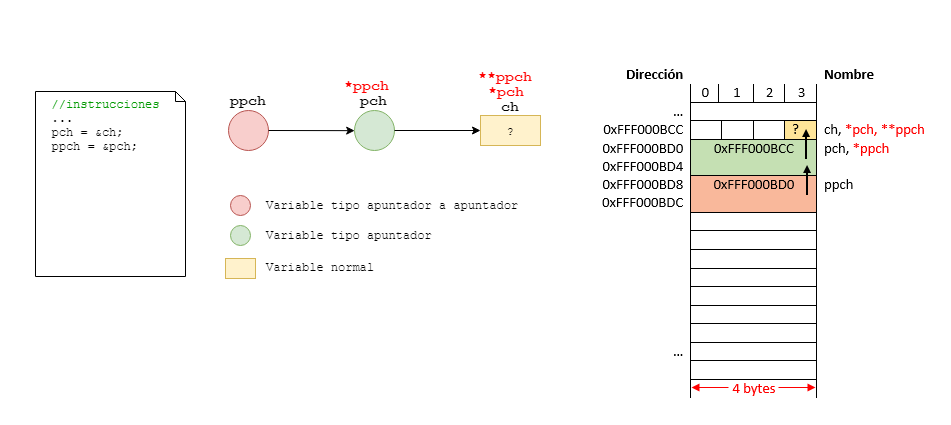 //instrucciones
...
pch = &ch;
ppch = &pch;
ppch
*ppch
pch
**ppch
*pch
ch
?
Variable tipo apuntador a apuntador
Variable tipo apuntador
Variable normal
Dirección
Nombre
0 1 2 3
...
0xFFF000BCC ? ch, *pch, **ppch
0xFFF000BD0 0xFFF000BCC pch, *ppch
0xFFF000BD4
0xFFF000BD8 0xFFF000BD0 ppch
0xFFF000BDC
...
4 bytes